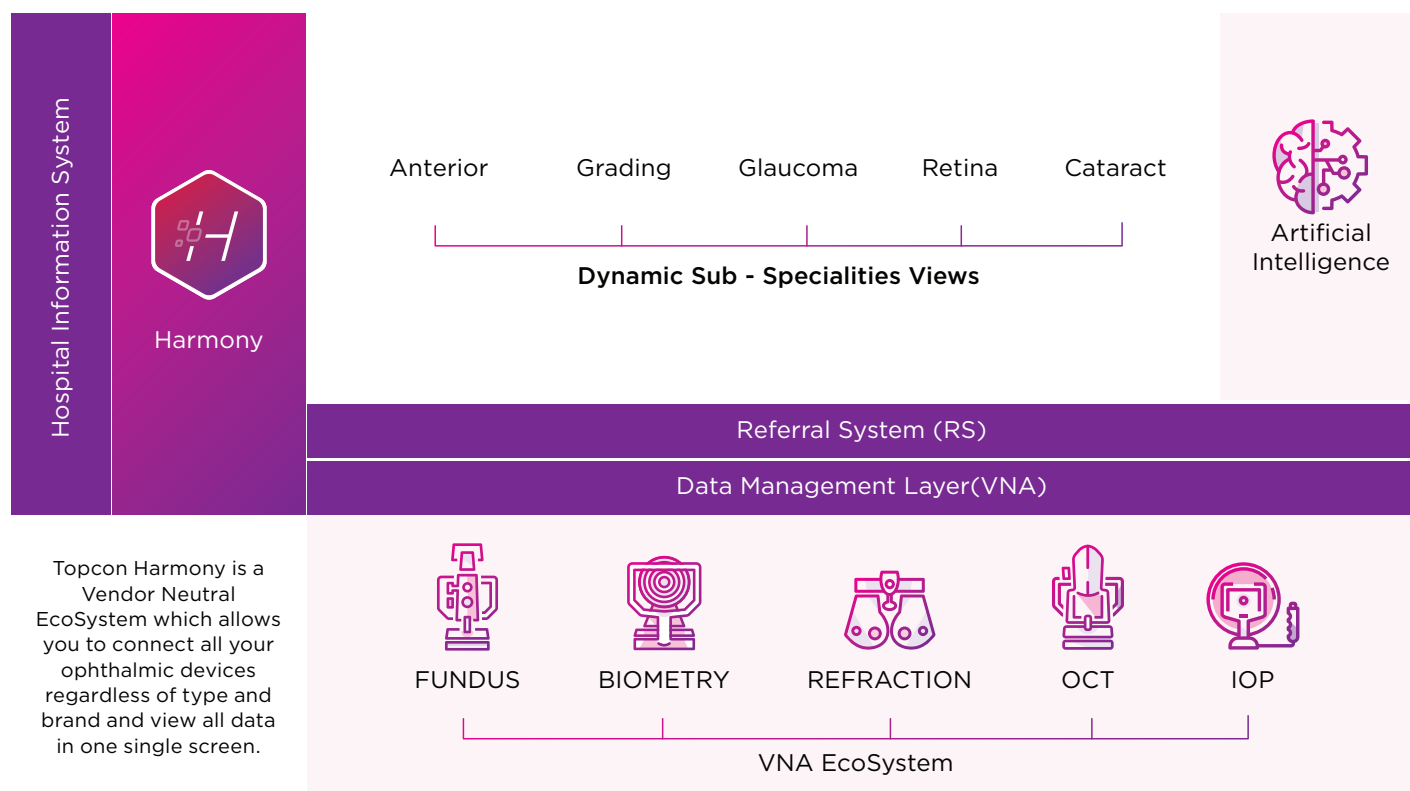 Hospital Information System
Harmony
Anterior
Grading
Glaucoma
Retina
Cataract
Dynamic Sub - Specialities Views
Artificial
Intelligence
Referral System (RS)
Data Management Layer(VNA)
Topcon Harmony is a
Vendor Neutral
EcoSystem which allows
you to connect all your
ophthalmic devices
regardless of type and
brand and view all data
in one single screen.
FUNDUS
BIOMETRY
REFRACTION
OCT
IOP
VNA EcoSystem